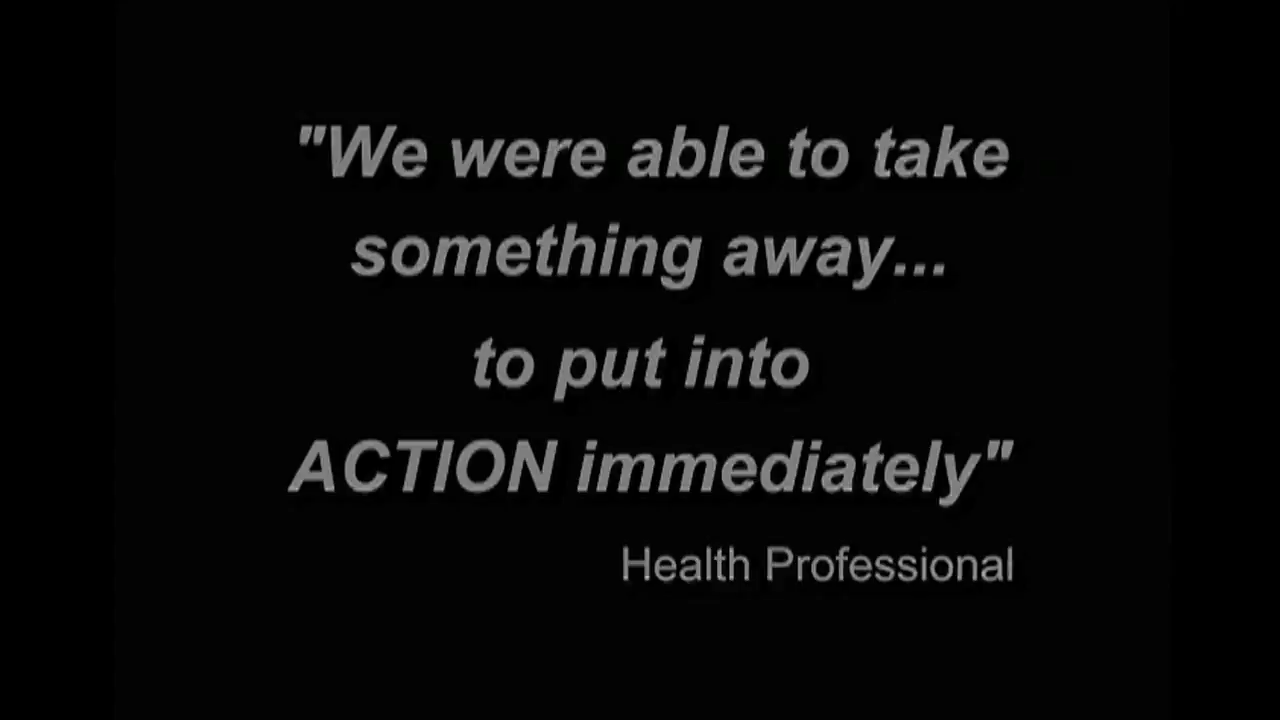 "We were able to take
something away...
to put into
ACTION immediately"
Health Professional